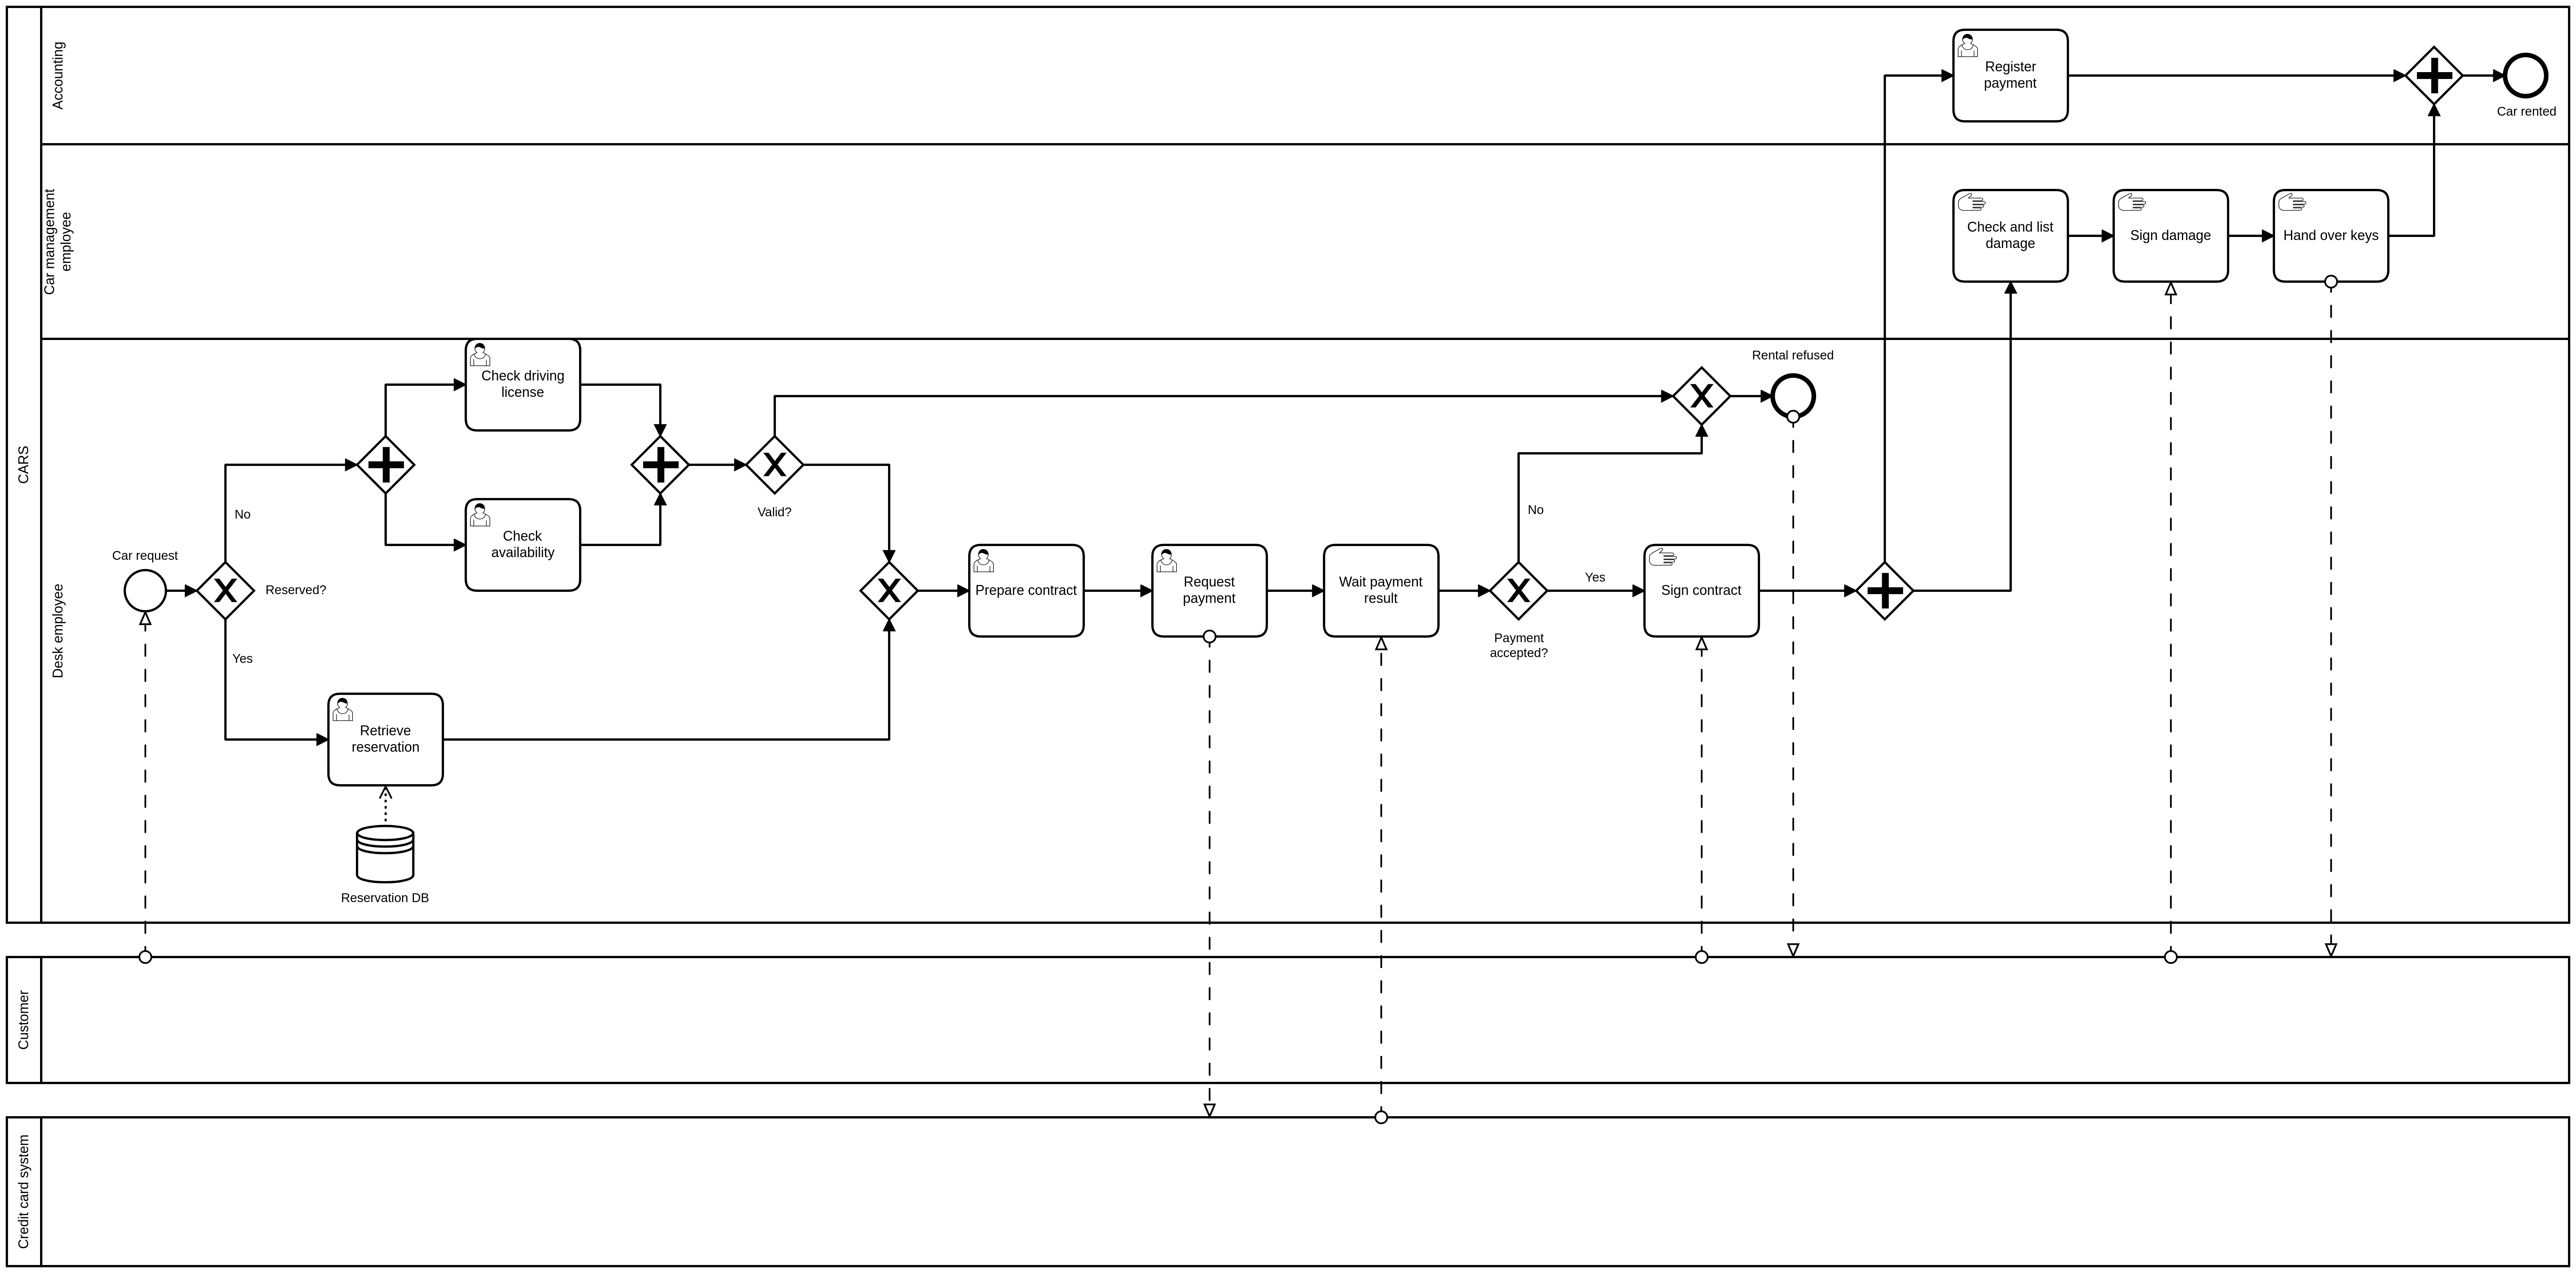 CARS
Accounting
Register
payment
Car rented
Car management
employee
Check and list
damage
Sign damage
Hand over keys
Desk employee
Car request
Reserved?
No
Yes
Check driving
license
Check
availability
Valid?
Retrieve
reservation
Reservation DB
Prepare contract
Request
payment
Wait payment
result
Payment
accepted?
No
Yes
Rental refused
Sign contract
Customer
Credit card system